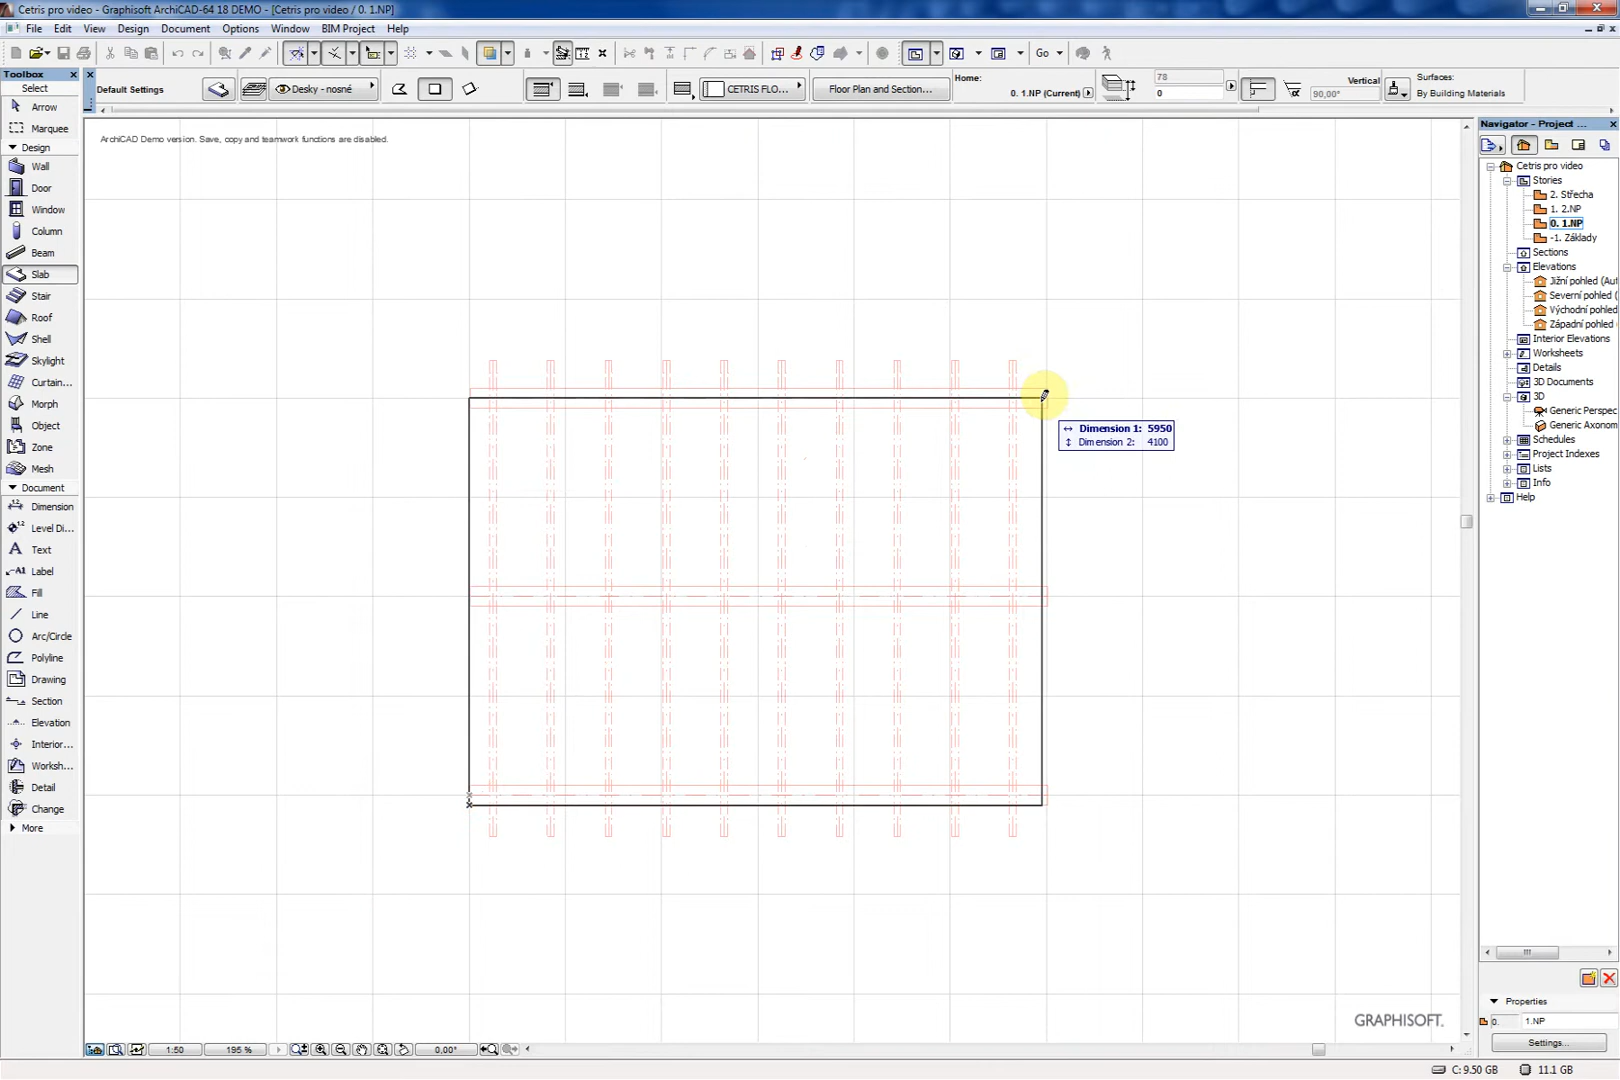 Cetris pro video - Graphisoft ArchiCAD-64 18 DEMO - [Cetris pro video / 0. 1.NP]
File Edit View Design Document Options Window BIM Project Help
Go
Toolbox
Select
Default Settings
Desky - nosné
CETRIS FLO...
Floor Plan and Section...
Home:
0. 1.NP (Current)
78
0
Vertical
90,00°
Surfaces:
By Building Materials
Arrow
Marquee
Design
Wall
Door
Window
Column
Beam
Slab
Stair
Roof
Shell
Skylight
Curtain...
Morph
Object
Zone
Mesh
Document
Dimension
Level Di...
Text
Label
Fill
Line
Arc/Circle
Polyline
Drawing
Section
Elevation
Interior...
Worksh...
Detail
Change
More
ArchiCAD Demo version. Save, copy and teamwork functions are disabled.
Dimension 1: 5950
Dimension 2: 4100
GRAPHISOFT.
Navigator - Project ...
Cetris pro video
Stories
2. Střecha
1. 2.NP
0. 1.NP
-1. Základy
Sections
Elevations
Jižní pohled (Aut
Severní pohled (
Východní pohled
Západní pohled
Interior Elevations
Worksheets
Details
3D Documents
3D
Generic Perspec
Generic Axonom
Schedules
Project Indexes
Lists
Info
Help
Properties
0. 1.NP
Settings...
1:50 195 % 0,00°
C: 9.50 GB 11.1 GB